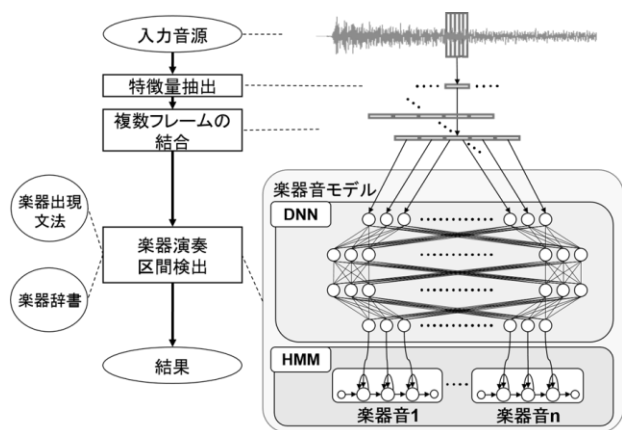 入力音源
特徴量抽出
複数フレームの
結合
楽器音モデル
DNN
楽器出現
文法
楽器演奏
区間検出
楽器辞書
結果
HMM
楽器音1
楽器音n